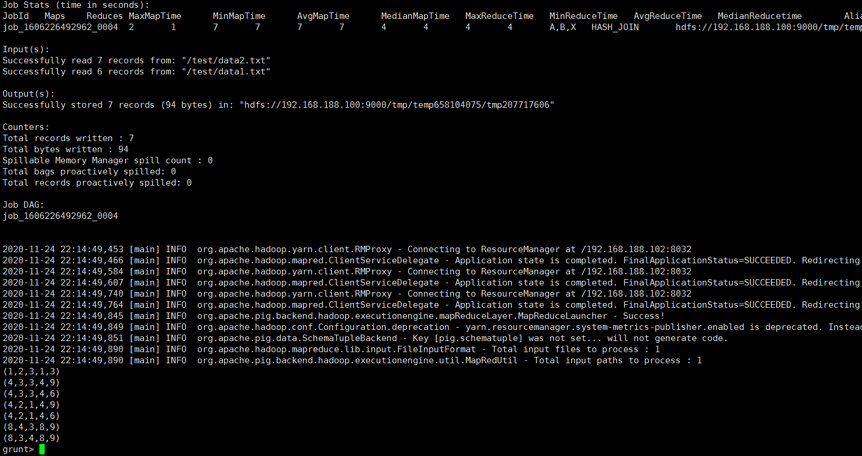 Job Stats (time in seconds):
JobId Maps Reduces MaxMapTime MinMapTime AvgMapTime MedianMapTime MaxReduceTime MinReduceTime AvgReduceTime MedianReducetime Alia
job_1606226492962_0004 2 1 7 7 7 7 4 4 4 4 A,B,X HASH_JOIN hdfs://192.168.188.100:9000/tmp/temp
Input(s):
Successfully read 7 records from: "/test/data2.txt"
Successfully read 6 records from: "/test/data1.txt"
Output(s):
Successfully stored 7 records (94 bytes) in: "hdfs://192.168.188.100:9000/tmp/temp658104075/tmp207717606"
Counters:
Total records written : 7
Total bytes written : 94
Spillable Memory Manager spill count : 0
Total bags proactively spilled: 0
Total records proactively spilled: 0
Job DAG:
job_1606226492962_0004
2020-11-24 22:14:49,453 [main] INFO org.apache.hadoop.yarn.client.RMProxy - Connecting to ResourceManager at /192.168.188.102:8032
2020-11-24 22:14:49,466 [main] INFO org.apache.hadoop.mapred.ClientServiceDelegate - Application state is completed. FinalApplicationStatus=SUCCEEDED. Redirecting
2020-11-24 22:14:49,584 [main] INFO org.apache.hadoop.yarn.client.RMProxy - Connecting to ResourceManager at /192.168.188.102:8032
2020-11-24 22:14:49,607 [main] INFO org.apache.hadoop.mapred.ClientServiceDelegate - Application state is completed. FinalApplicationStatus=SUCCEEDED. Redirecting
2020-11-24 22:14:49,740 [main] INFO org.apache.hadoop.yarn.client.RMProxy - Connecting to ResourceManager at /192.168.188.102:8032
2020-11-24 22:14:49,764 [main] INFO org.apache.hadoop.mapred.ClientServiceDelegate - Application state is completed. FinalApplicationStatus=SUCCEEDED. Redirecting
2020-11-24 22:14:49,845 [main] INFO org.apache.pig.backend.hadoop.executionengine.mapReduceLayer.MapReduceLauncher - Success!
2020-11-24 22:14:49,849 [main] INFO org.apache.hadoop.conf.Configuration.deprecation - yarn.resourcemanager.system-metrics-publisher.enabled is deprecated. Instead
2020-11-24 22:14:49,851 [main] INFO org.apache.pig.data.SchemaTupleBackend - Key [pig.schematuple] was not set... will not generate code.
2020-11-24 22:14:49,890 [main] INFO org.apache.hadoop.mapreduce.lib.input.FileInputFormat - Total input files to process : 1
2020-11-24 22:14:49,890 [main] INFO org.apache.pig.backend.hadoop.executionengine.util.MapRedUtil - Total input paths to process : 1
(1,2,3,1,3)
(4,3,3,4,9)
(4,3,3,4,6)
(4,2,1,4,9)
(4,2,1,4,6)
(8,4,3,8,9)
(8,3,4,8,9)
grunt>